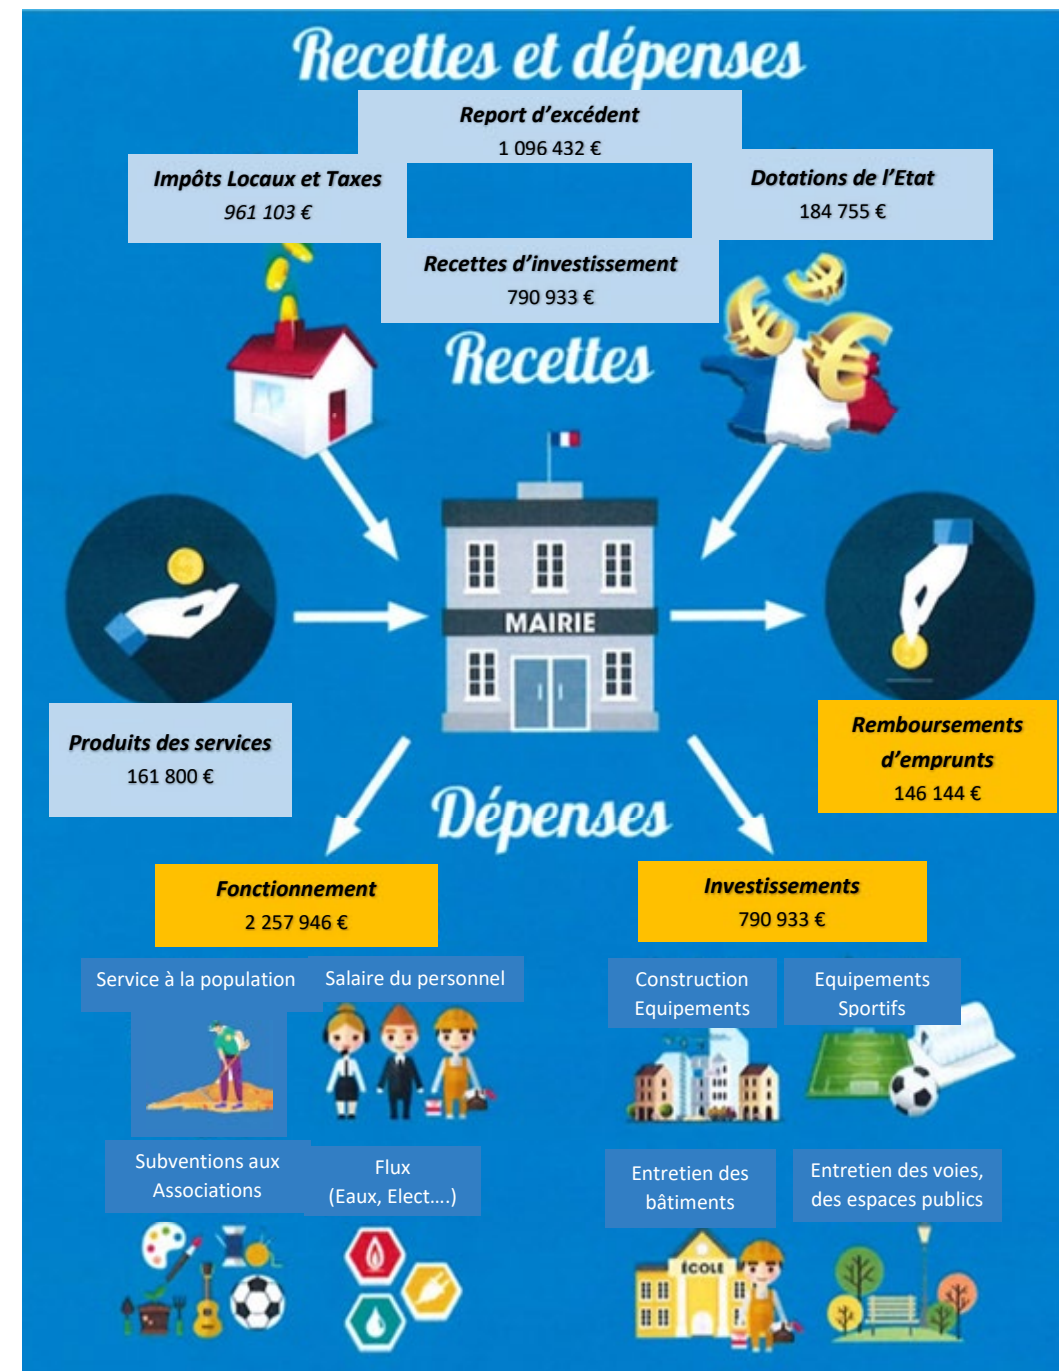 Recettes et dépenses
Report d’excédent
1 096 432 €
Impôts Locaux et Taxes
961 103 €
Dotations de l’Etat
184 755 €
Recettes d’investissement
790 933 €
Recettes
MAIRIE
Produits des services
161 800 €
Remboursements
d’emprunts
146 144 €
Dépenses
Fonctionnement
2 257 946 €
Investissements
790 933 €
Service à la population
Salaire du personnel
Construction
Equipements
Equipements
Sportifs
Subventions aux
Associations
Flux
(Eaux, Elect….)
Entretien des
bâtiments
Entretien des voies,
des espaces publics
ÉCOLE